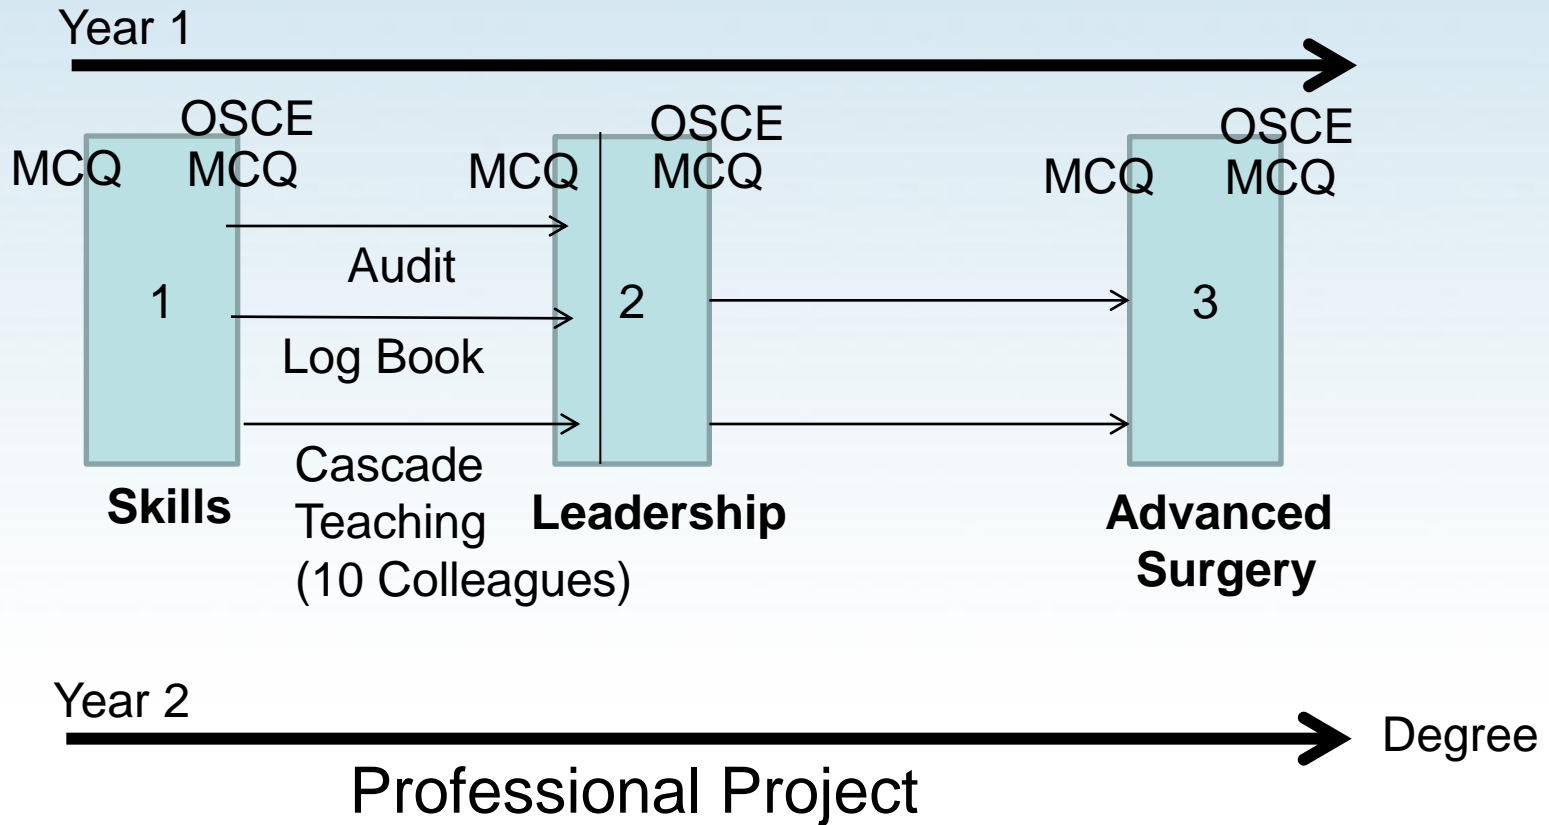 Year 1
OSCE
MCQ
MCQ
OSCE
MCQ
MCQ
OSCE
MCQ
MCQ
Audit
1
2
3
Log Book
Cascade
Teaching
(10 Colleagues)
Skills
Leadership
Advanced
Surgery
Year 2
Degree
Professional Project